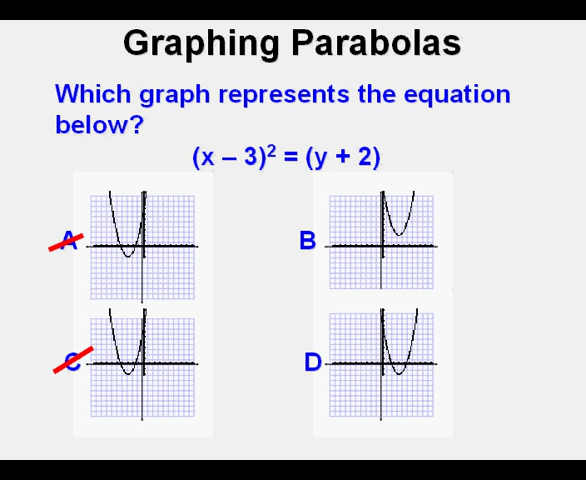 Graphing Parabolas
Which graph represents the equation
below?
(x – 3)² = (y + 2)
A
B
C
D